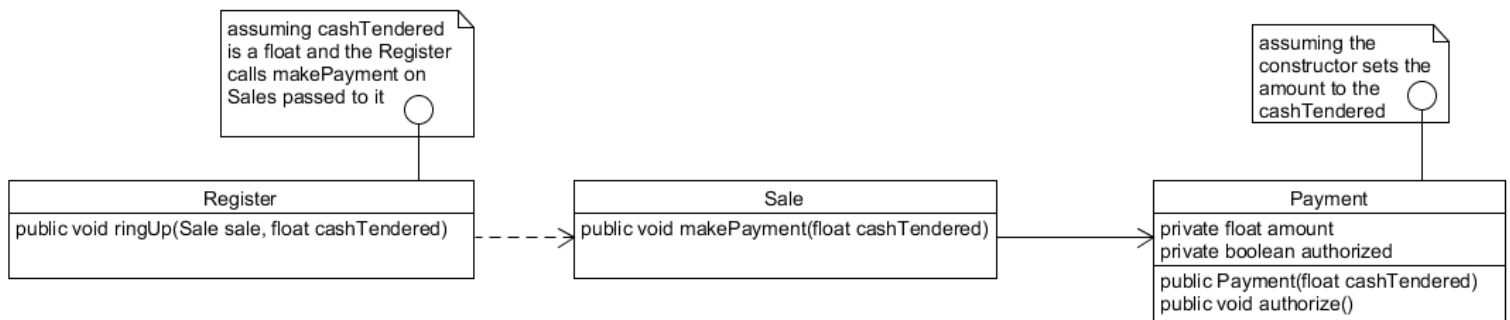 assuming cashTendered
is a float and the Register
calls makePayment on
Sales passed to it
assuming the
constructor sets the
amount to the
cashTendered
Register
public void ringUp(Sale sale, float cashTendered)
Sale
public void makePayment(float cashTendered)
Payment
private float amount
private boolean authorized
public Payment(float cashTendered)
public void authorize()